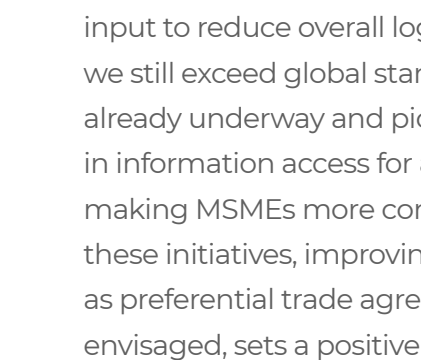 input to reduce overall
we still exceed global
already underway and
in information access for
making MSMEs more
these initiatives,
as preferential trade
envisaged, sets a positive